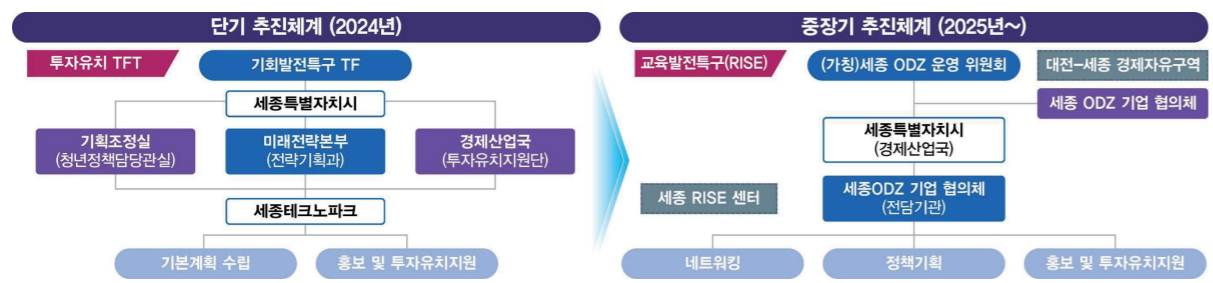 단기 추진체계 (2024년)
투자유치 TFT
기회발전특구 TF
세종특별자치시
기획조정실
(청년정책담당관실)
미래전략본부
(전략기획과)
경제산업국
(투자유치지원단)
세종테크노파크
기본계획 수립
홍보 및 투자유치지원
중장기 추진체계 (2025년~)
교육발전특구(RISE)
(가칭)세종 ODZ 운영 위원회
대전-세종 경제자유구역
세종 ODZ 기업 협의체
세종특별자치시
(경제산업국)
세종 RISE 센터
세종ODZ 기업 협의체
(전담기관)
네트워킹
정책기획
홍보 및 투자유치지원